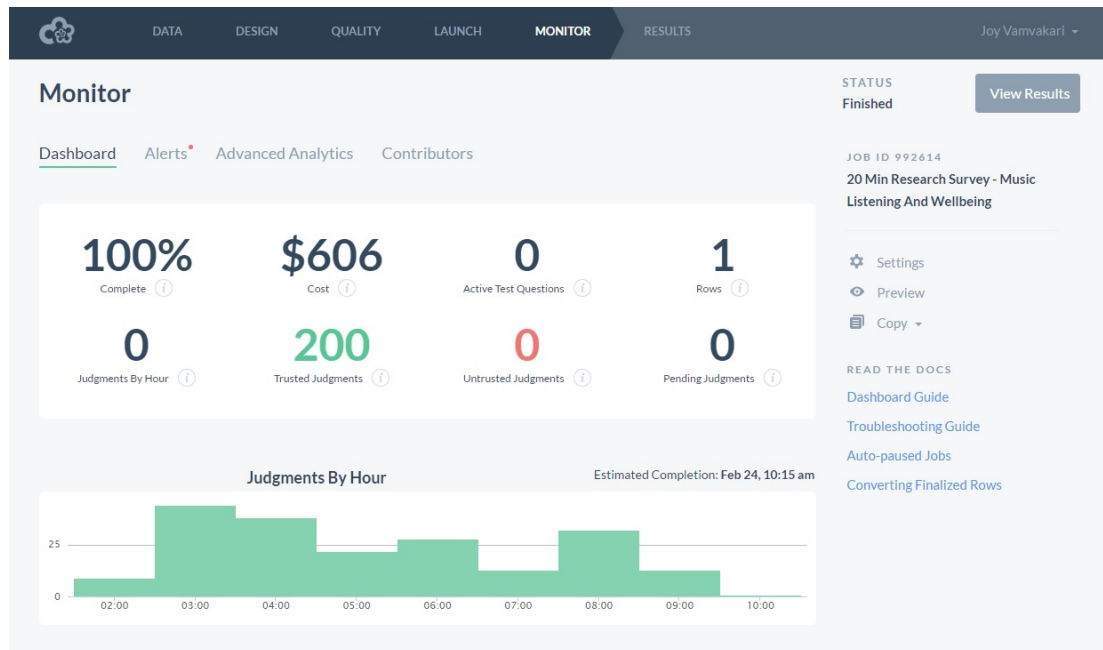 DATA DESIGN QUALITY LAUNCH MONITOR RESULTS Joy Vamvakari
Monitor
STATUS
Finished
View Results
Dashboard Alerts Advanced Analytics Contributors
JOB ID 992614
20 Min Research Survey - Music
Listening And Wellbeing
100% $606 0 1
Complete i Cost i Active Test Questions i Rows i
0 200 0 0
Judgments By Hour i Trusted Judgments i Untrusted Judgments i Pending Judgments i
Settings
Preview
Copy
READ THE DOCS
Dashboard Guide
Troubleshooting Guide
Auto-paused Jobs
Converting Finalized Rows
Judgments By Hour Estimated Completion: Feb 24, 10:15 am
25
0
02:00 03:00 04:00 05:00 06:00 07:00 08:00 09:00 10:00